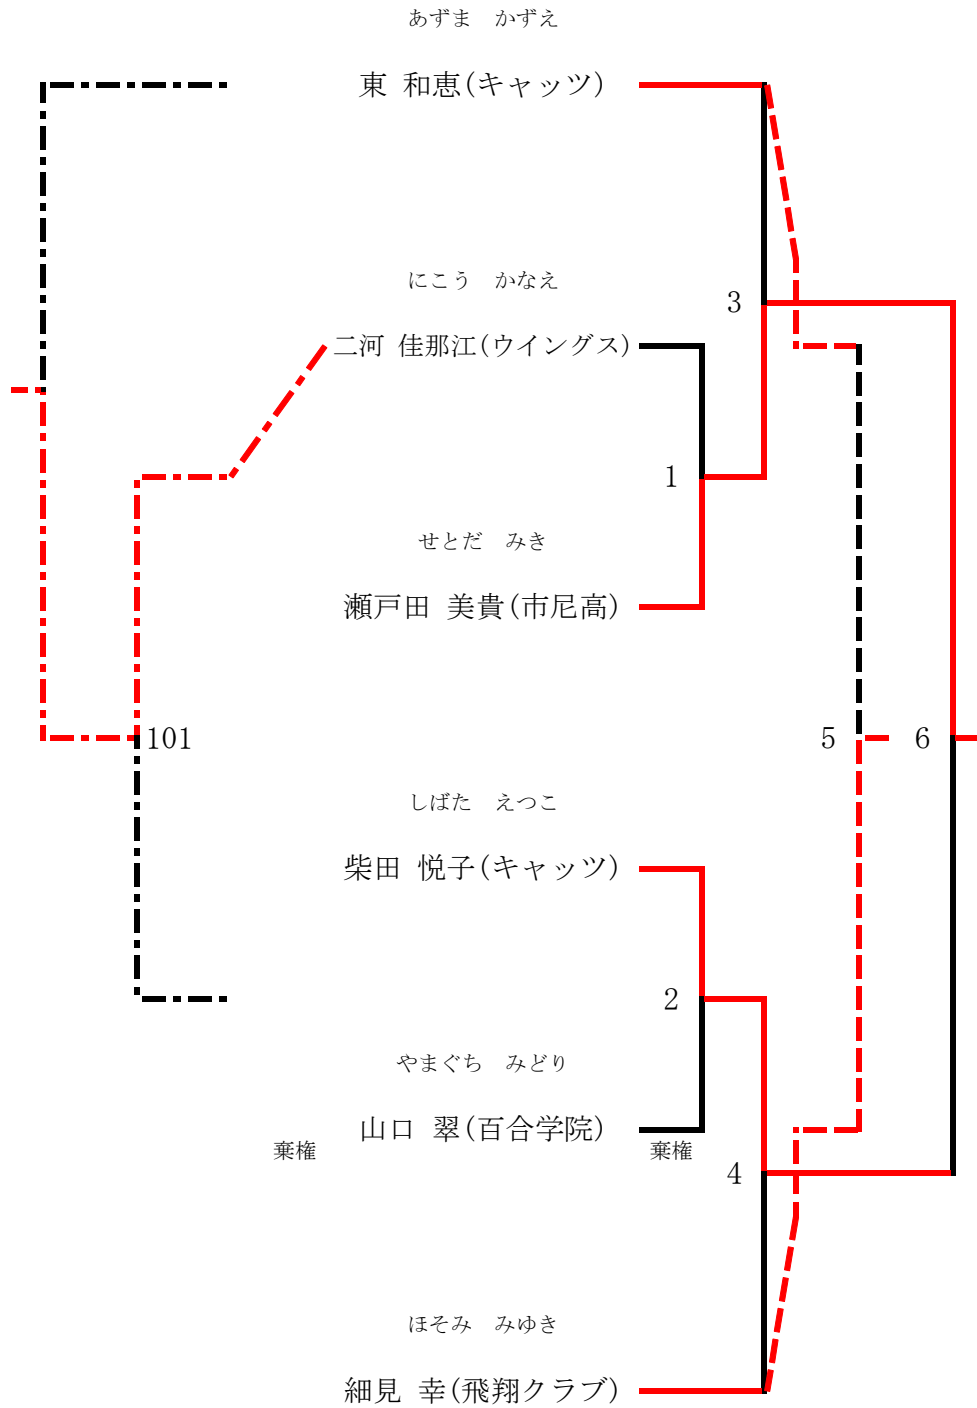 あずま　かずえ
東 和恵(キャッツ)
にこう　かなえ
3
二河 佳那江(ウイングス)
1
せとだ　みき
瀬戸田 美貴(市尼高)
101
5
6
しばた　えつこ
柴田 悦子(キャッツ)
2
やまぐち　みどり
山口 翠(百合学院)
棄権
棄権
4
ほそみ　みゆき
細見 幸(飛翔クラブ)